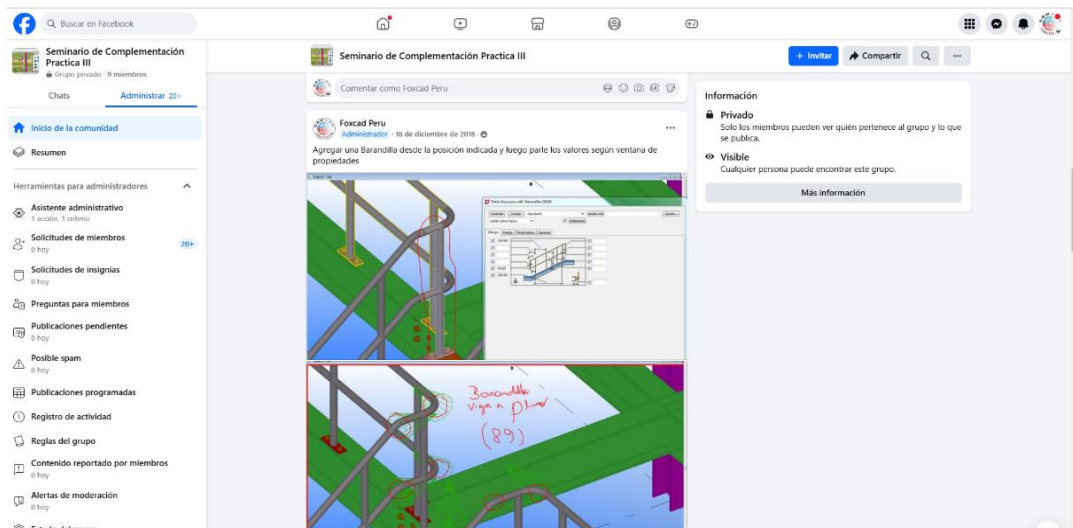 Buscar en Facebook
Seminario de Complementación
Practica III
Grupo privado · 9 miembros
Chats
Administrar 20+
Inicio de la comunidad
Resumen
Herramientas para administradores
Asistente administrativo
1 acción, 1 criterio
Solicitudes de miembros
0 hoy
20+
Solicitudes de insignias
0 hoy
Preguntas para miembros
Publicaciones pendientes
0 hoy
Posible spam
0 hoy
Publicaciones programadas
Registro de actividad
Reglas del grupo
Contenido reportado por miembros
0 hoy
Alertas de moderación
0 hoy
Seminario de Complementación Practica III
+ Invitar
Compartir
Comentar como Foxcad Peru
Foxcad Peru
Administrador · 18 de diciembre de 2018 ·
Agregar una Barandilla desde la posición indicada y luego parle los valores según ventana de
propiedades
Barandilla
viga a
(89)
Información
Privado
Solo los miembros pueden ver quién pertenece al grupo y lo que
se publica.
Visible
Cualquier persona puede encontrar este grupo.
Más información